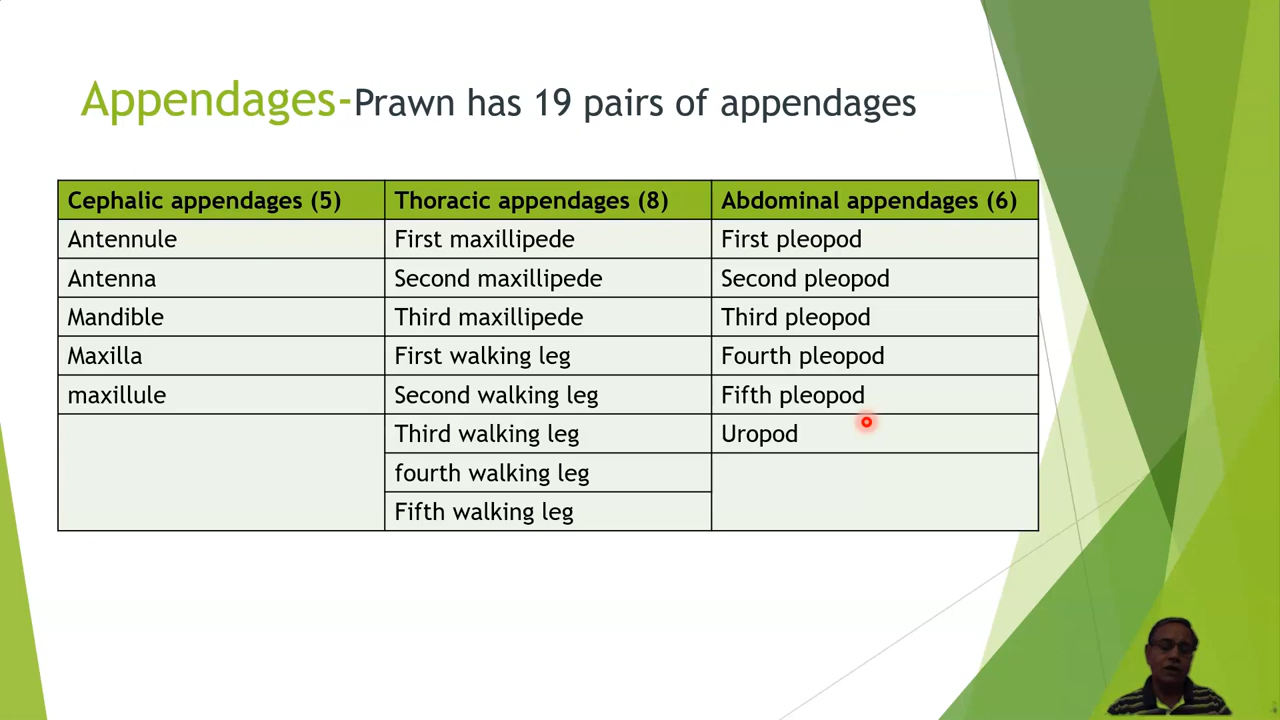 Appendages-Prawn has 19 pairs of appendages
Cephalic appendages (5) Thoracic appendages (8) Abdominal appendages (6)
Antennule First maxillipede First pleopod
Antenna Second maxillipede Second pleopod
Mandible Third maxillipede Third pleopod
Maxilla First walking leg Fourth pleopod
maxillule Second walking leg Fifth pleopod
Third walking leg Uropod
fourth walking leg
Fifth walking leg